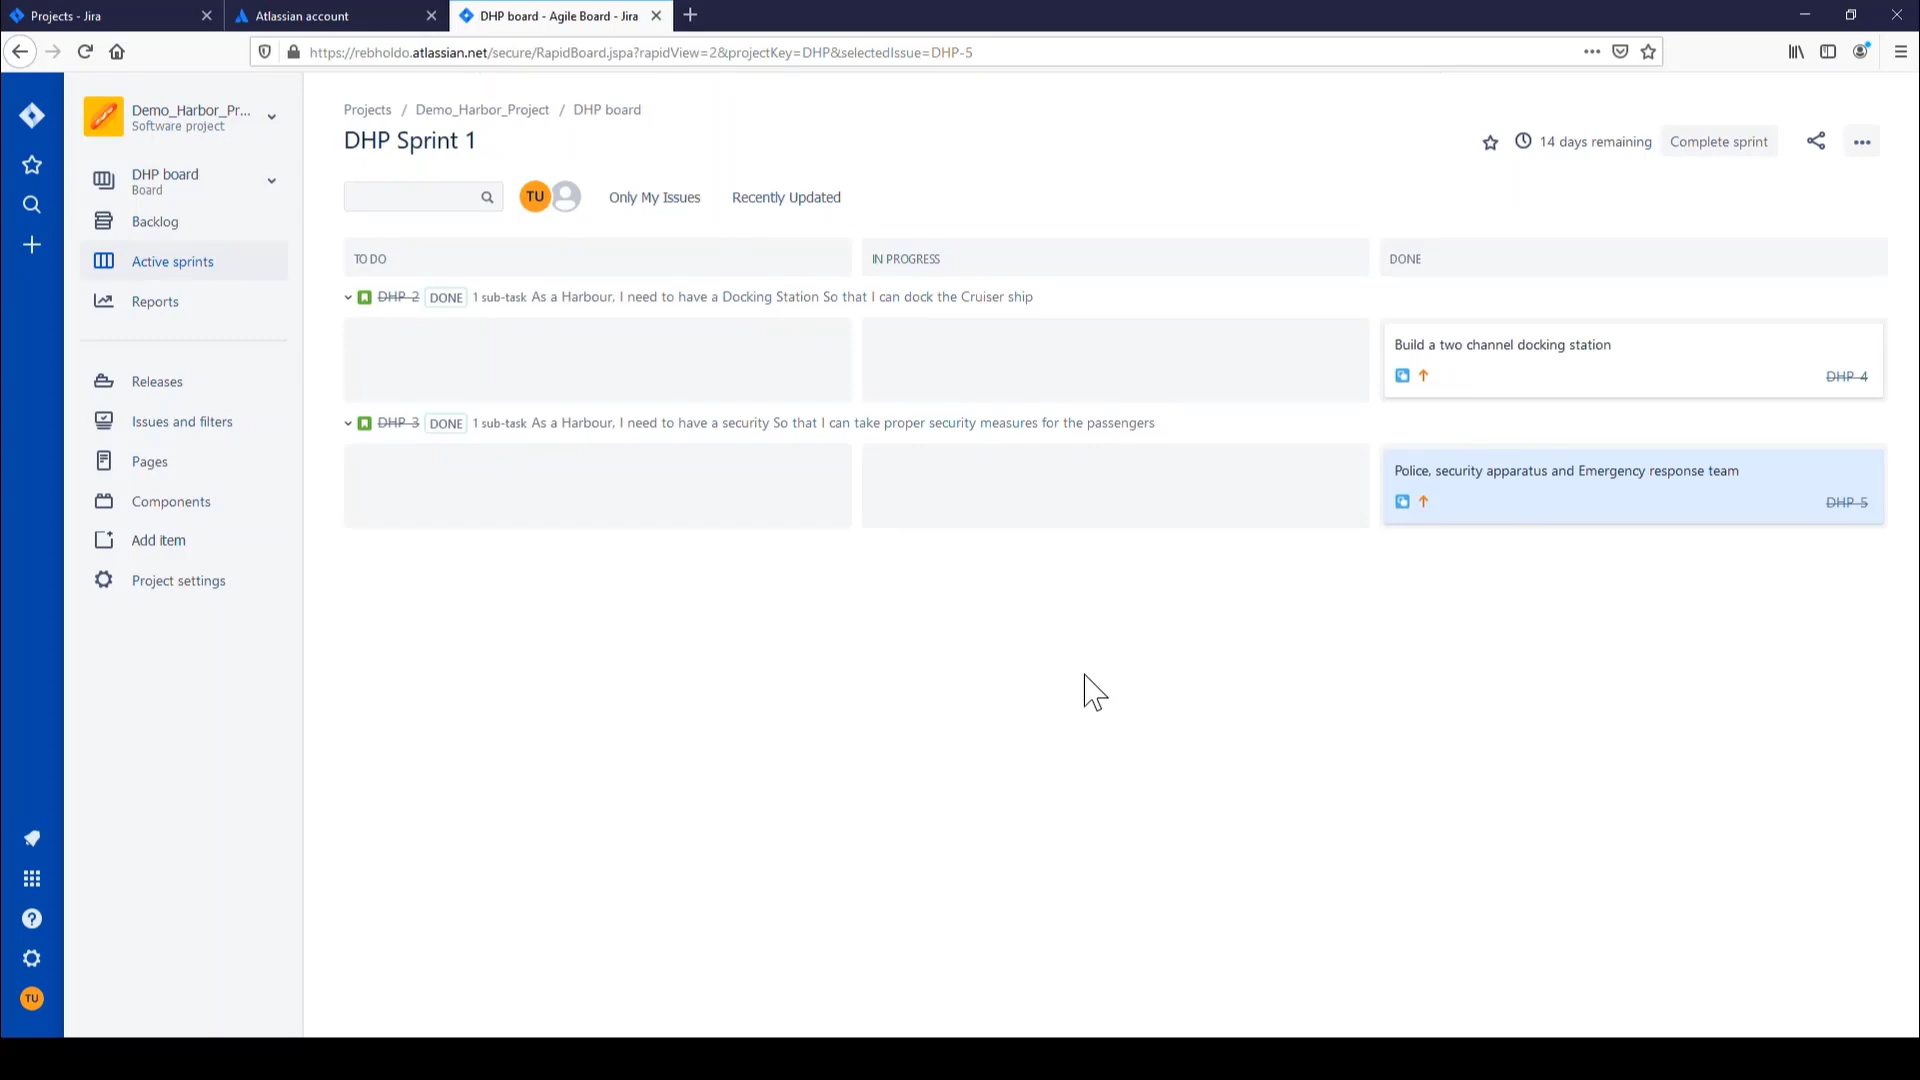 Projects - Jira
Atlassian account
DHP board - Agile Board - Jira
https://rebholdo.atlassian.net/secure/RapidBoard.jspa?rapidView=2&projectKey=DHP&selectedIssue=DHP-5
Demo_Harbor_Pr...
Software project
DHP board
Board
Backlog
Active sprints
Reports
Releases
Issues and filters
Pages
Components
Add item
Project settings
TU
Projects / Demo_Harbor_Project / DHP board
DHP Sprint 1
14 days remaining
Complete sprint
TU
Only My Issues
Recently Updated
TO DO
IN PROGRESS
DONE
DHP-2 DONE 1 sub-task As a Harbour, I need to have a Docking Station So that I can dock the Cruiser ship
Build a two channel docking station
DHP-4
DHP-3 DONE 1 sub-task As a Harbour, I need to have a security So that I can take proper security measures for the passengers
Police, security apparatus and Emergency response team
DHP-5